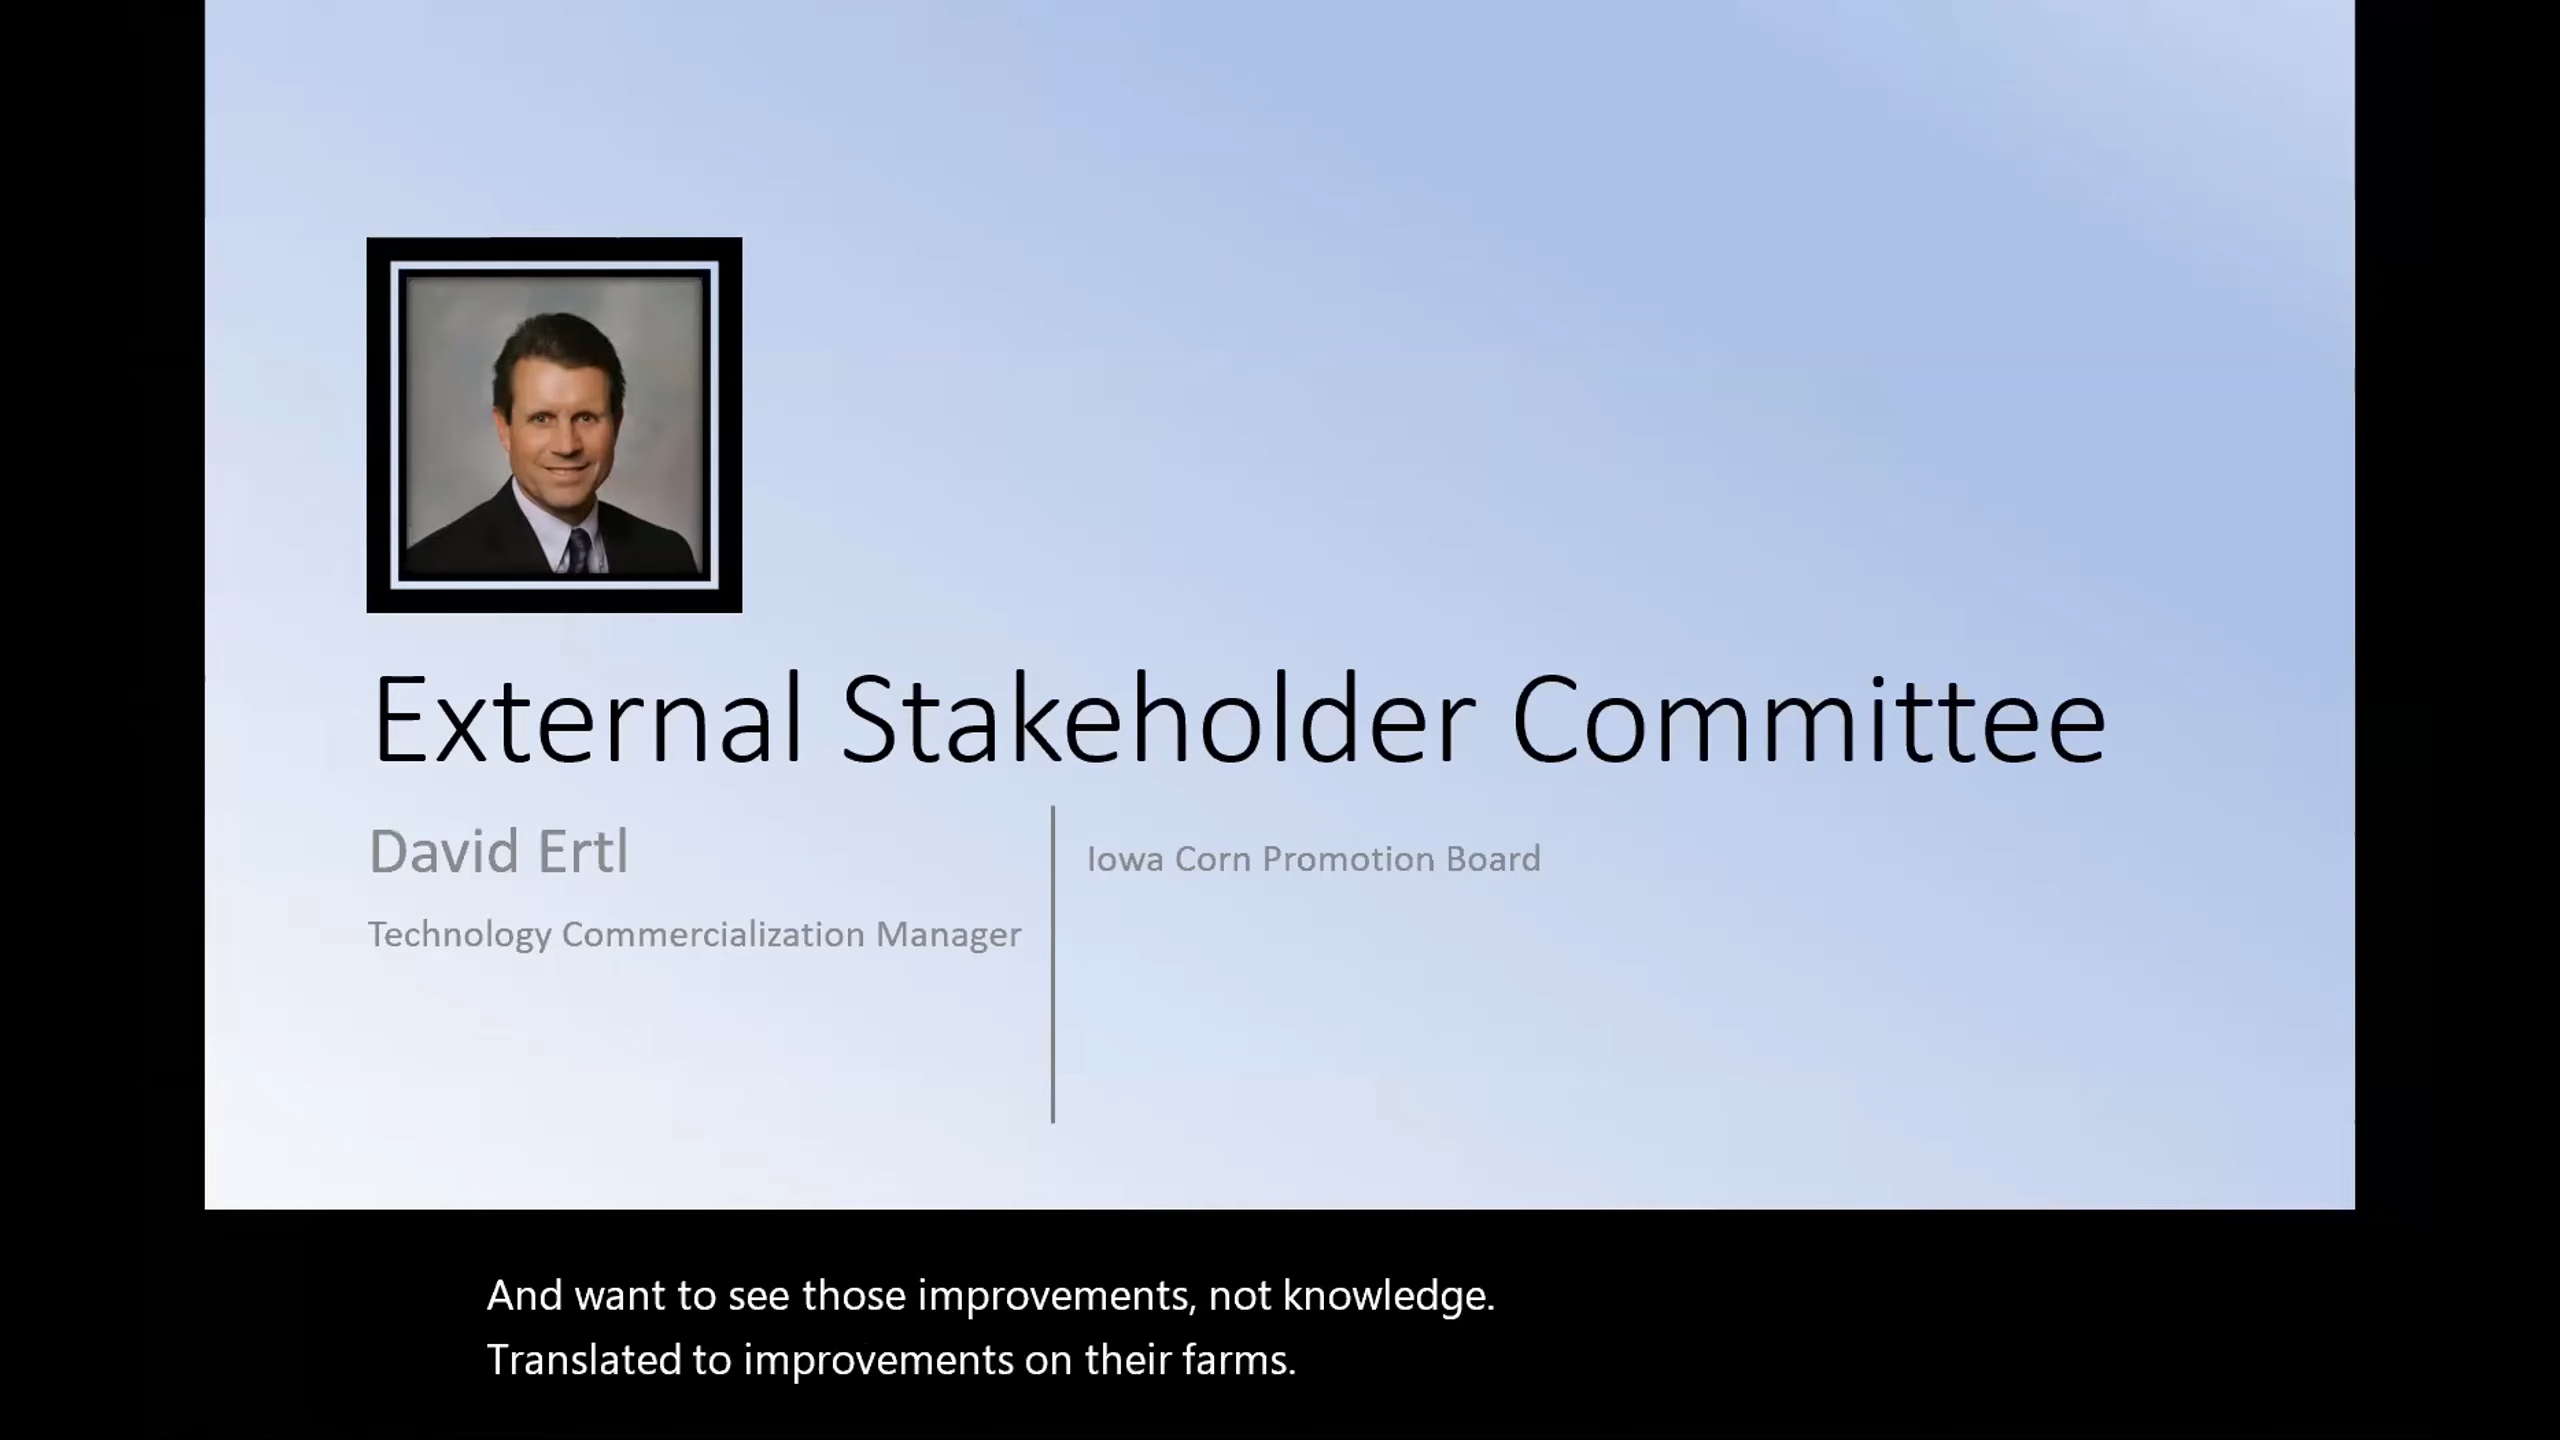 External Stakeholder Committee
David Ertl
Technology Commercialization Manager
Iowa Corn Promotion Board
And want to see those improvements, not knowledge.
Translated to improvements on their farms.